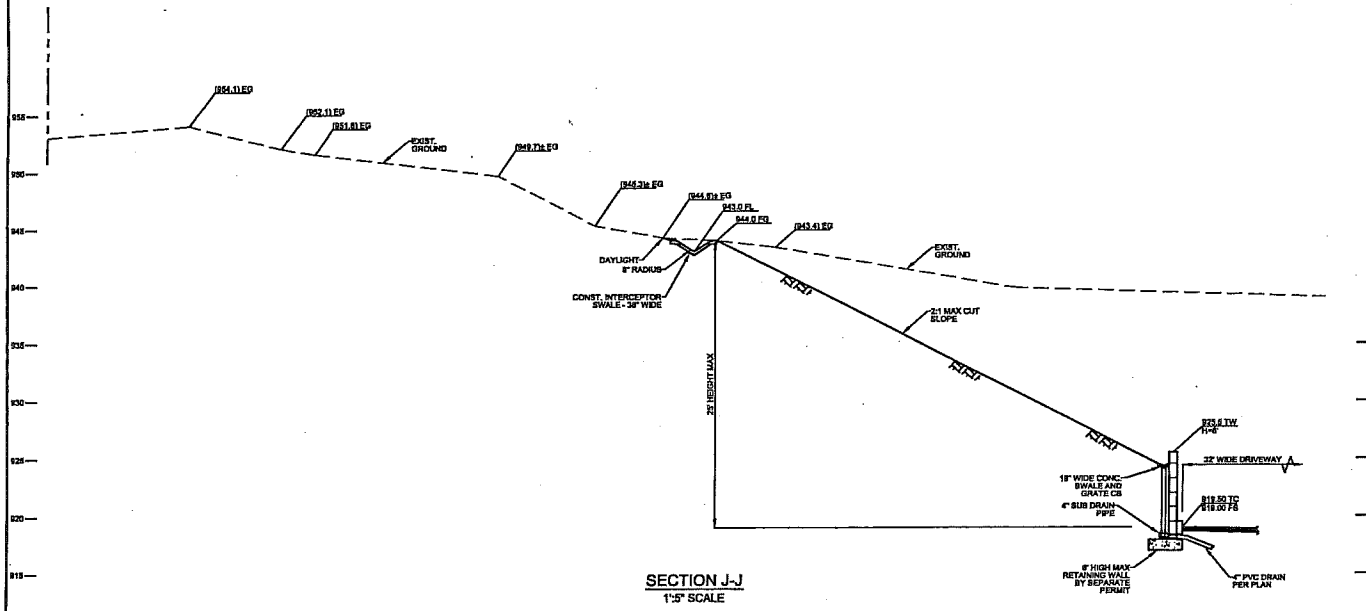 (954.1) EG
(952.1) EG
(951.6) EG
EXIST.
GROUND
(949.7)± EG
(945.3)± EG
(944.6)± EG
943.0 FL
944.0 FG
(943.4) EG
EXIST.
GROUND
DAYLIGHT
8" RADIUS
CONST. INTERCEPTOR
SWALE - 36" WIDE
2:1 MAX CUT
SLOPE
25' HEIGHT MAX
925.5 TW
H=6'
32' WIDE DRIVEWAY
18" WIDE CONC.
SWALE AND
GRATE CB
4" SUB DRAIN
PIPE
919.50 TC
919.00 FS
6' HIGH MAX
RETAINING WALL
BY SEPARATE
PERMIT
4" PVC DRAIN
PER PLAN
955
950
945
940
935
930
925
920
915
SECTION J-J
1":5" SCALE